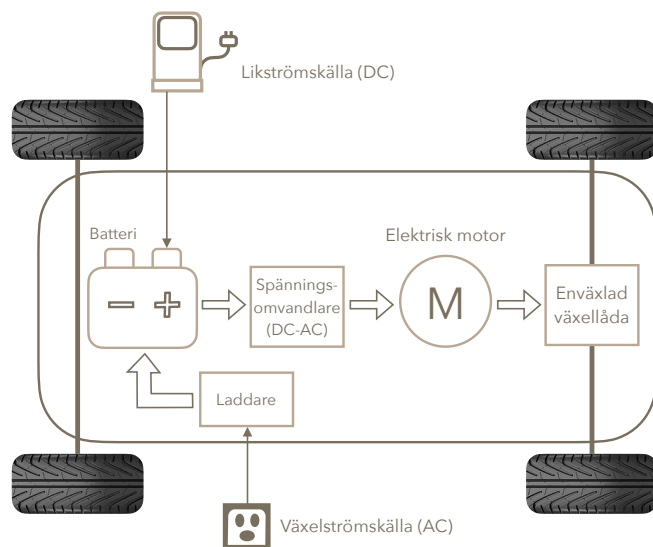 Likströmskälla (DC)
Batteri
Elektrisk motor
Spännings-
omvandlare
(DC-AC)
M
Enväxlad
växellåda
Laddare
Växelströmskälla (AC)